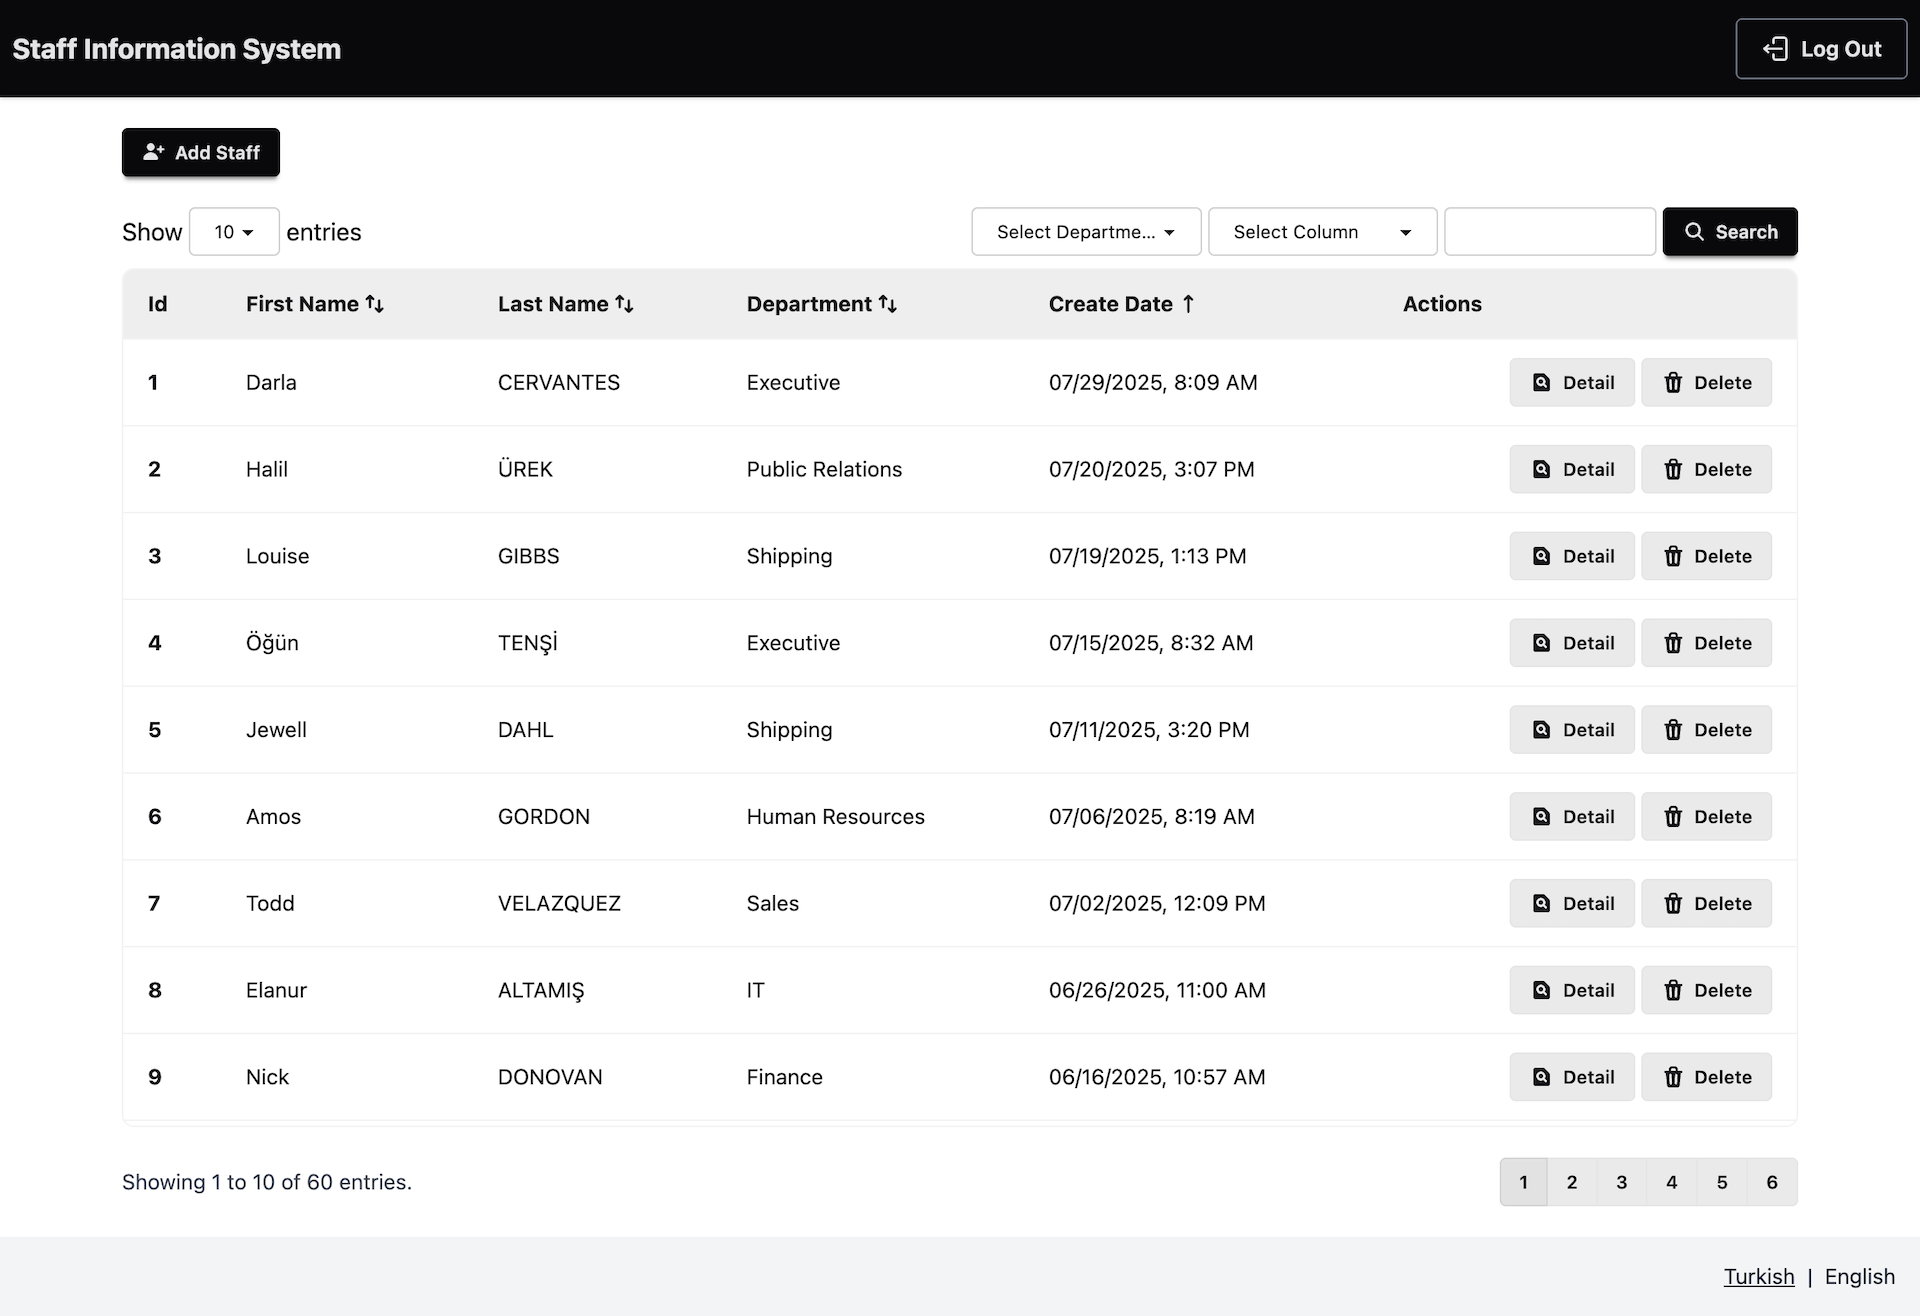 Staff Information System
Log Out
Add Staff
Show 10 entries
Select Departme...
Select Column
Search
Id First Name Last Name Department Create Date Actions
1 Darla CERVANTES Executive 07/29/2025, 8:09 AM Detail Delete
2 Halil ÜREK Public Relations 07/20/2025, 3:07 PM Detail Delete
3 Louise GIBBS Shipping 07/19/2025, 1:13 PM Detail Delete
4 Öğün TENŞİ Executive 07/15/2025, 8:32 AM Detail Delete
5 Jewell DAHL Shipping 07/11/2025, 3:20 PM Detail Delete
6 Amos GORDON Human Resources 07/06/2025, 8:19 AM Detail Delete
7 Todd VELAZQUEZ Sales 07/02/2025, 12:09 PM Detail Delete
8 Elanur ALTAMIŞ IT 06/26/2025, 11:00 AM Detail Delete
9 Nick DONOVAN Finance 06/16/2025, 10:57 AM Detail Delete
Showing 1 to 10 of 60 entries.
1 2 3 4 5 6
Turkish | English